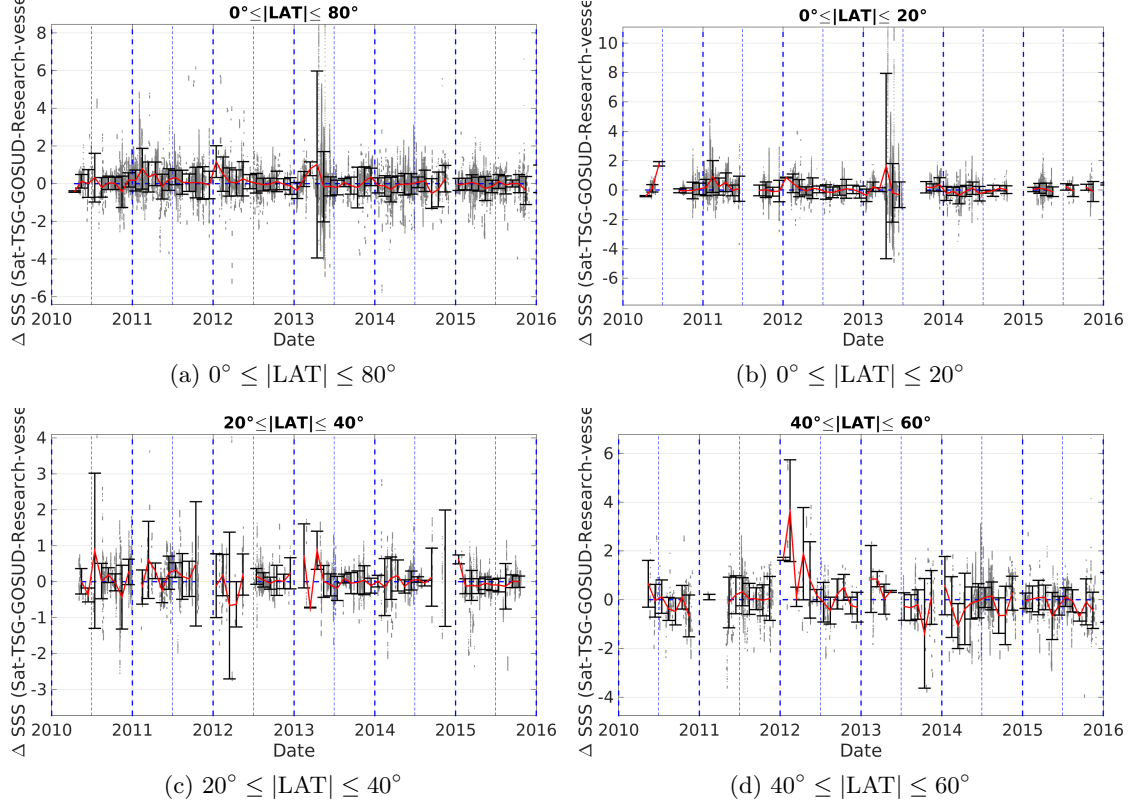 0°≤|LAT|≤ 80°
Δ SSS (Sat-TSG-GOSUD-Research-vesse
8
6
4
2
0
-2
-4
-6
2010 2011 2012 2013 2014 2015 2016
Date
(a) 0° ≤ |LAT| ≤ 80°
0°≤|LAT|≤ 20°
Δ SSS (Sat-TSG-GOSUD-Research-vesse
10
8
6
4
2
0
-2
-4
-6
2010 2011 2012 2013 2014 2015 2016
Date
(b) 0° ≤ |LAT| ≤ 20°
20°≤|LAT|≤ 40°
Δ SSS (Sat-TSG-GOSUD-Research-vesse
4
3
2
1
0
-1
-2
-3
2010 2011 2012 2013 2014 2015 2016
Date
(c) 20° ≤ |LAT| ≤ 40°
40°≤|LAT|≤ 60°
Δ SSS (Sat-TSG-GOSUD-Research-vesse
6
4
2
0
-2
-4
2010 2011 2012 2013 2014 2015 2016
Date
(d) 40° ≤ |LAT| ≤ 60°